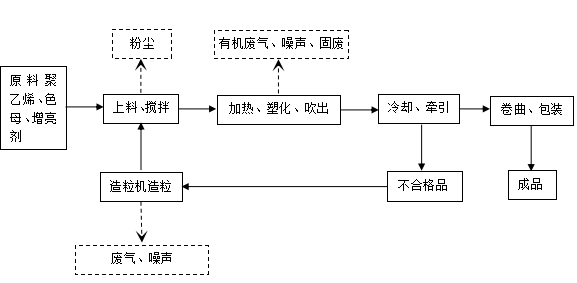 粉尘
有机废气、噪声、固废
原料聚
乙烯、色
母、增亮
剂
上料、搅拌
加热、塑化、吹出
冷却、牵引
卷曲、包装
造粒机造粒
不合格品
成品
废气、噪声